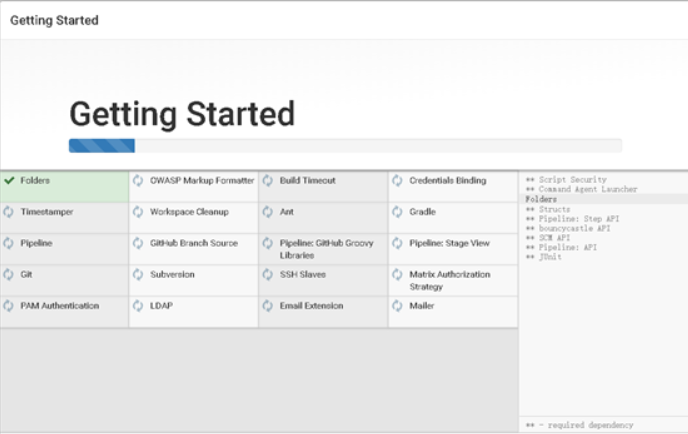 Getting Started
Getting Started
Folders
OWASP Markup Formatter
Build Timeout
Credentials Binding
Timestamper
Workspace Cleanup
Ant
Gradle
Pipeline
GitHub Branch Source
Pipeline: GitHub Groovy
Libraries
Pipeline: Stage View
Git
Subversion
SSH Slaves
Matrix Authorization
Strategy
PAM Authentication
LDAP
Email Extension
Mailer
** Script Security
** Command Agent Launcher
Folders
** Structs
** Pipeline: Step API
** bouncycastle API
** SCM API
** Pipeline: API
** JUnit
** - required dependency